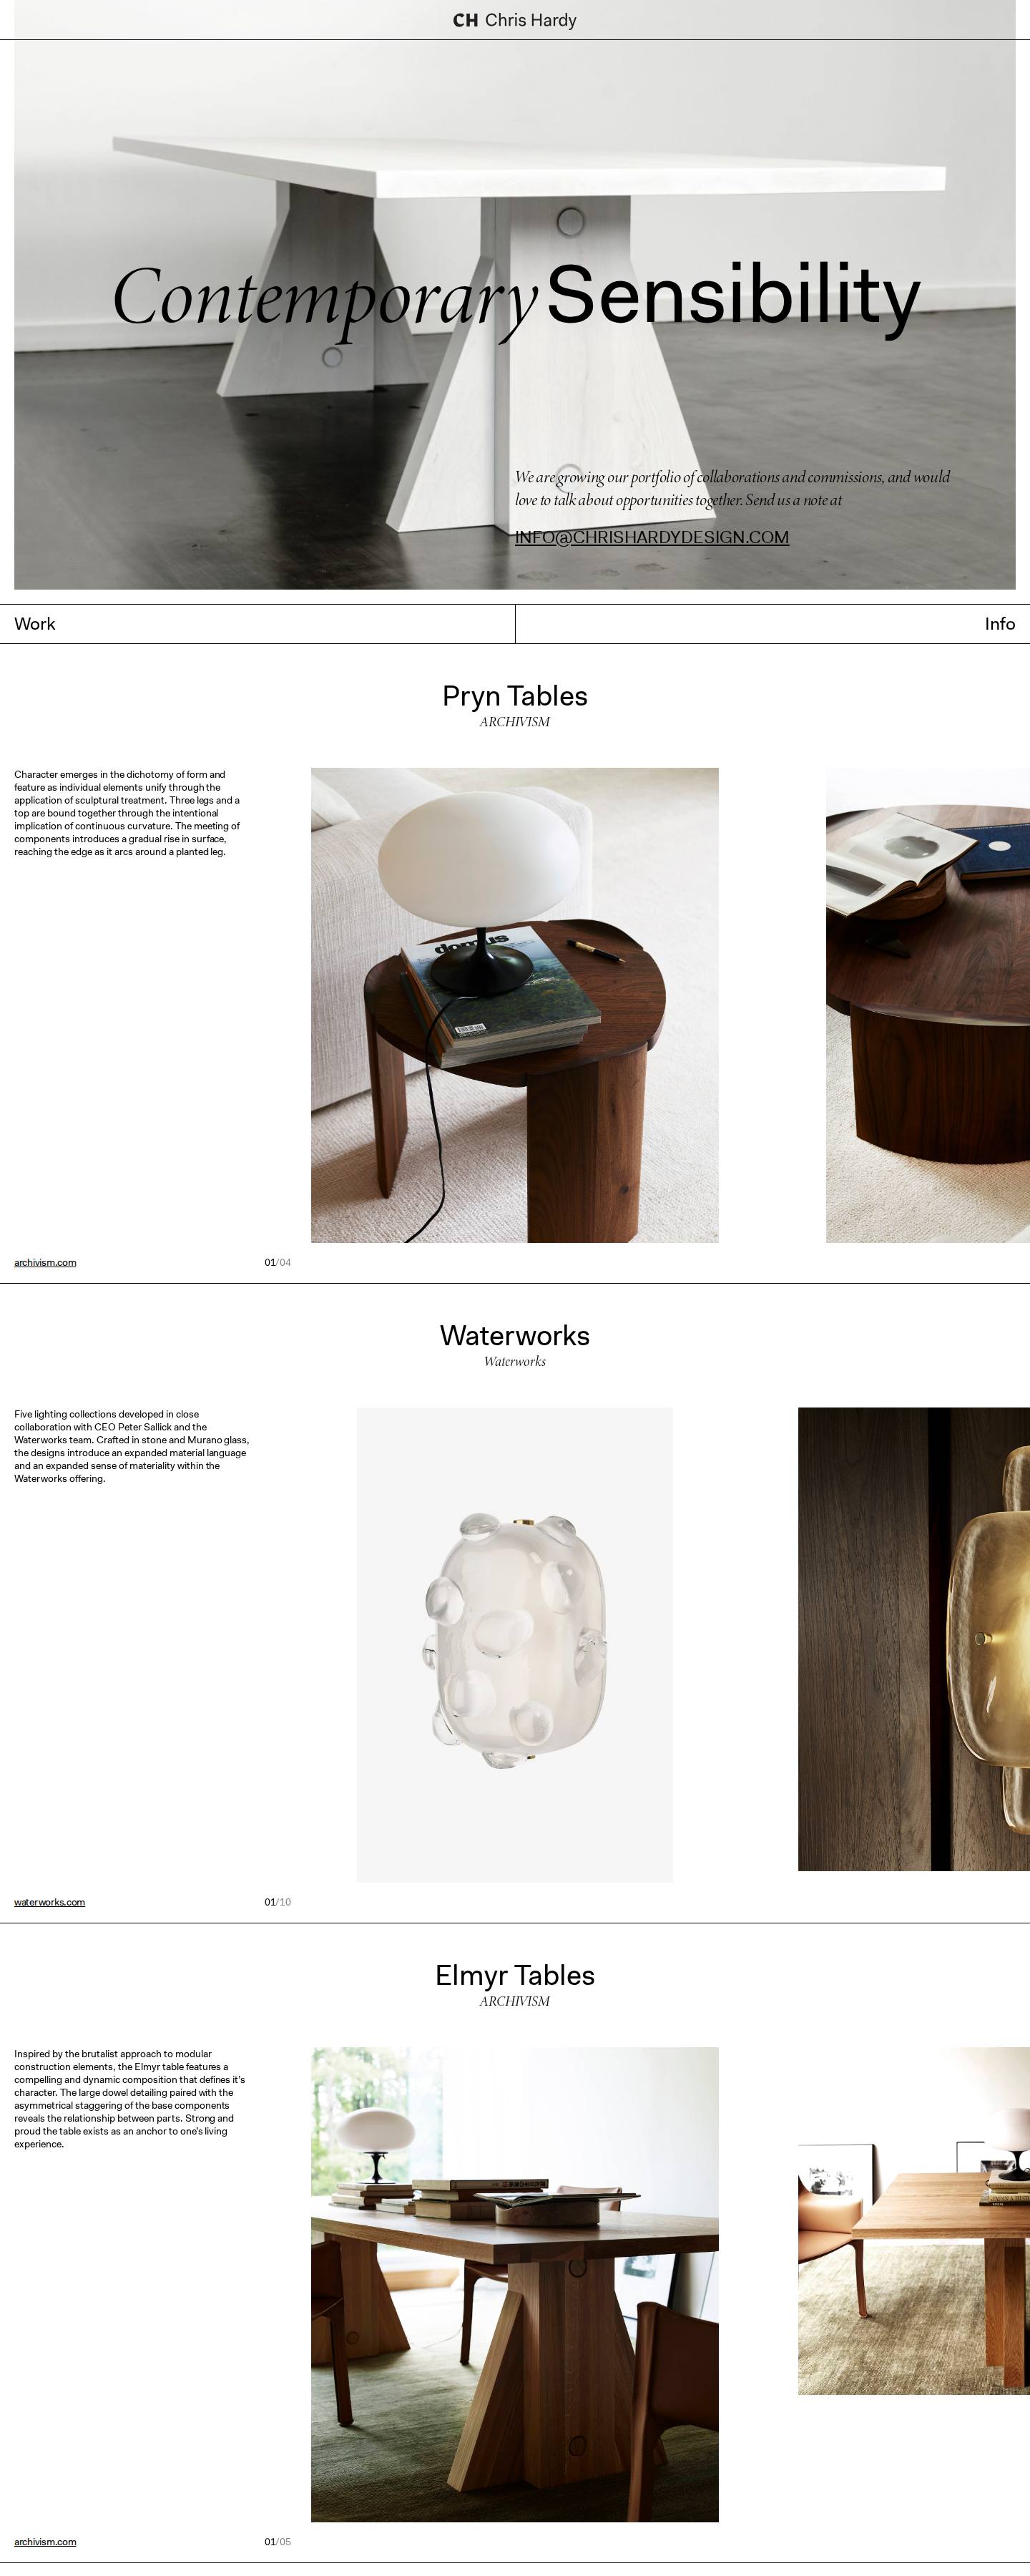 CH Chris Hardy
Contemporary Sensibility
We are growing our portfolio of collaborations and commissions, and would
love to talk about opportunities together. Send us a note at
INFO@CHRISHARDYDESIGN.COM
Work
Info
Pryn Tables
ARCHIVISM
Character emerges in the dichotomy of form and
feature as individual elements unify through the
application of sculptural treatment. Three legs and a
top are bound together through the intentional
implication of continuous curvature. The meeting of
components introduces a gradual rise in surface,
reaching the edge as it arcs around a planted leg.
domus
archivism.com
01/04
Waterworks
Waterworks
Five lighting collections developed in close
collaboration with CEO Peter Sallick and the
Waterworks team. Crafted in stone and Murano glass,
the designs introduce an expanded material language
and an expanded sense of materiality within the
Waterworks offering.
waterworks.com
01/10
Elmyr Tables
ARCHIVISM
Inspired by the brutalist approach to modular
construction elements, the Elmyr table features a
compelling and dynamic composition that defines it's
character. The large dowel detailing paired with the
asymmetrical staggering of the base components
reveals the relationship between parts. Strong and
proud the table exists as an anchor to one's living
experience.
archivism.com
01/05